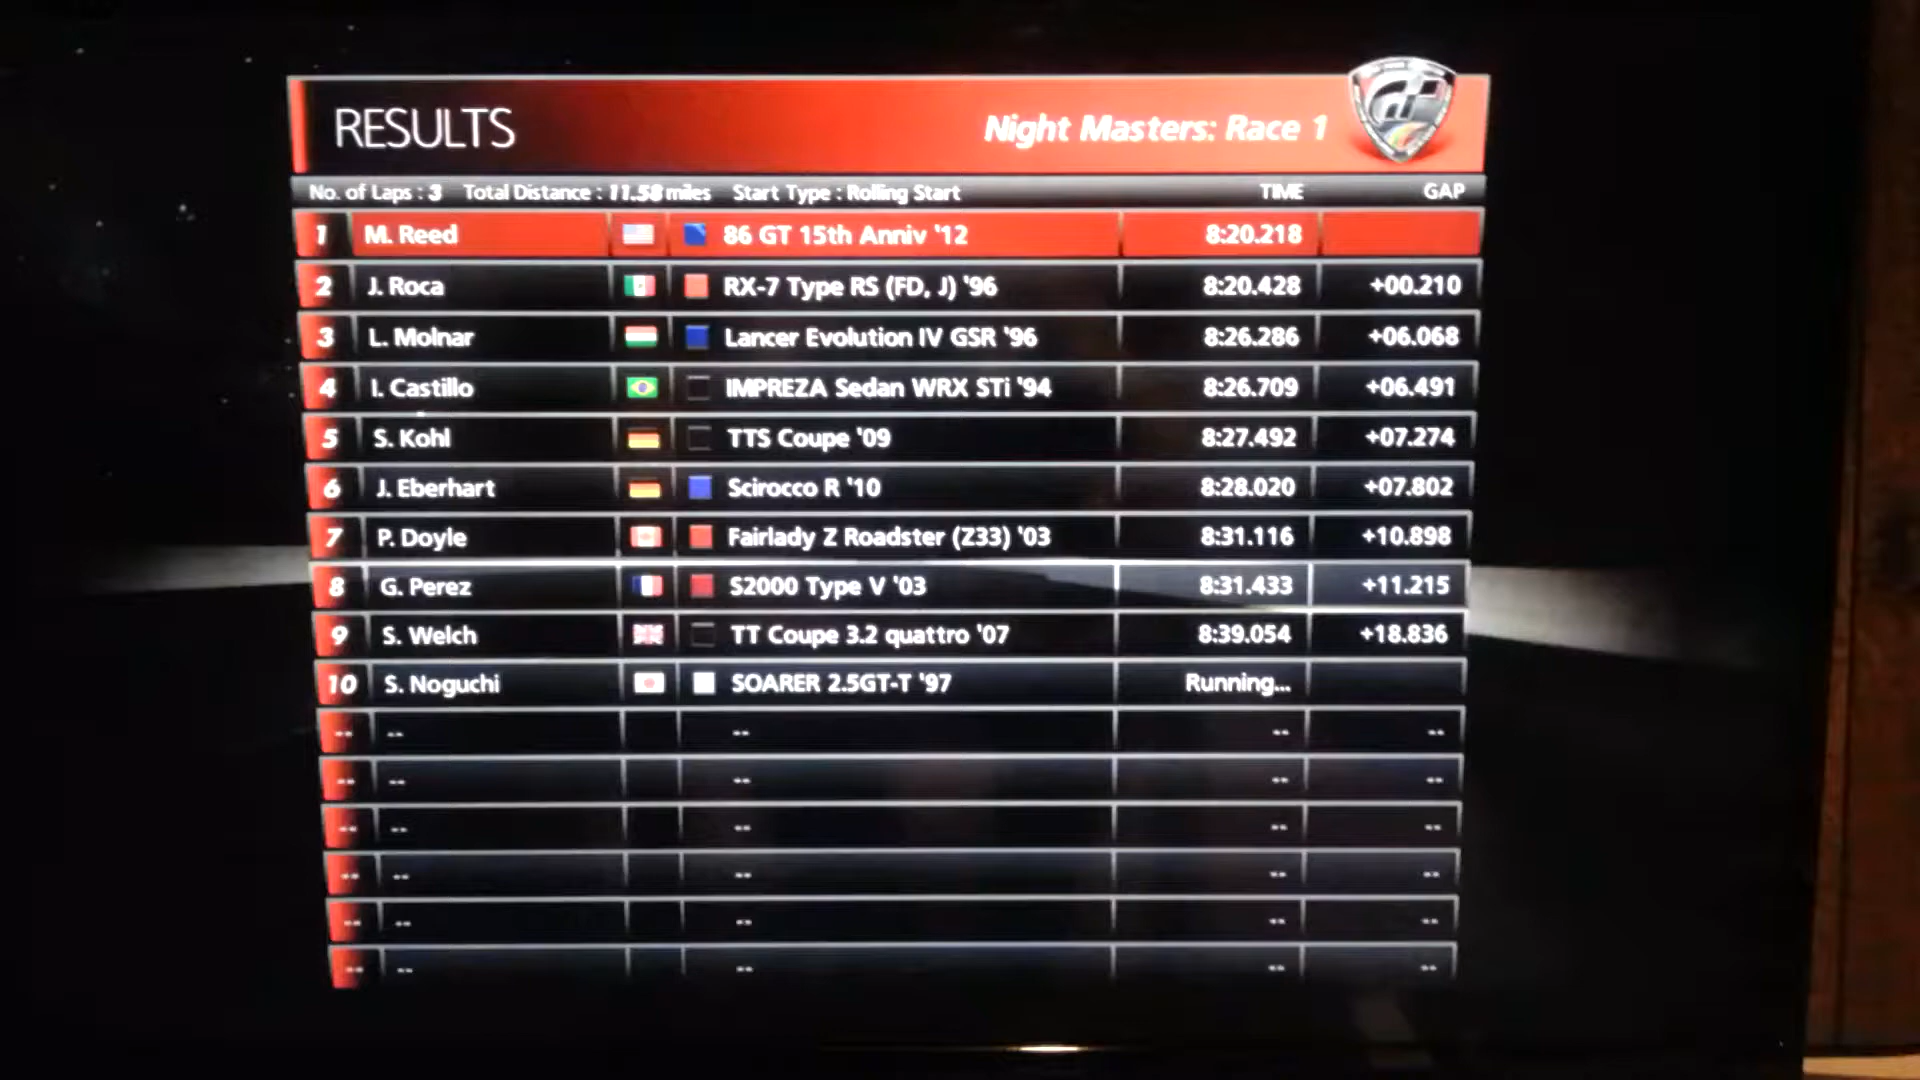 RESULTS Night Masters: Race 1
No. of Laps : 3 Total Distance : 11.58 miles Start Type : Rolling Start TIME GAP
1 M. Reed 86 GT 15th Anniv '12 8:20.218
2 J. Roca RX-7 Type RS (FD, J) '96 8:20.428 +00.210
3 L. Molnar Lancer Evolution IV GSR '96 8:26.286 +06.068
4 I. Castillo IMPREZA Sedan WRX STi '94 8:26.709 +06.491
5 S. Kohl TTS Coupe '09 8:27.492 +07.274
6 J. Eberhart Scirocco R '10 8:28.020 +07.802
7 P. Doyle Fairlady Z Roadster (Z33) '03 8:31.116 +10.898
8 G. Perez S2000 Type V '03 8:31.433 +11.215
9 S. Welch TT Coupe 3.2 quattro '07 8:39.054 +18.836
10 S. Noguchi SOARER 2.5GT-T '97 Running...
-- -- -- -- --
-- -- -- -- --
-- -- -- -- --
-- -- -- -- --
-- -- -- -- --
-- -- -- -- --